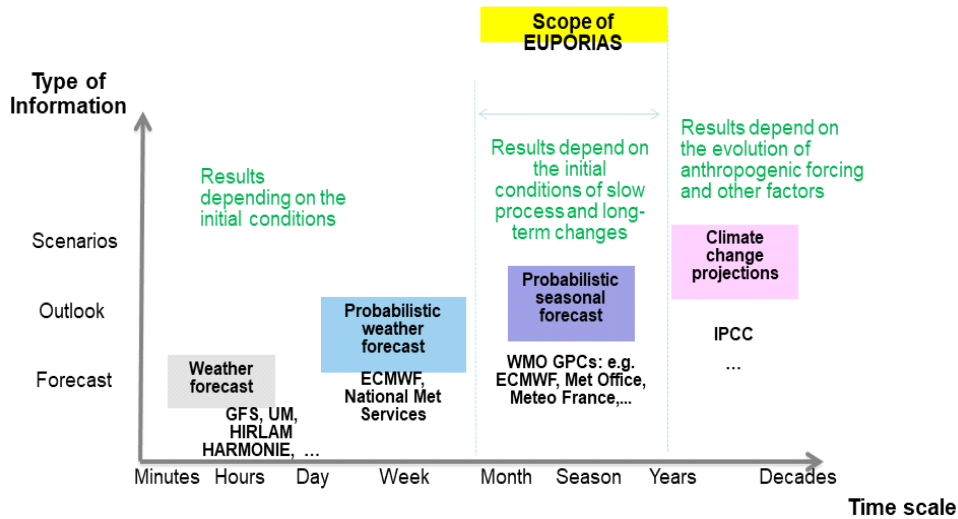 Scope of
EUPORIAS
Type of
Information
Results
depending on the
initial conditions
Results depend on
the initial
conditions of slow
process and long-
term changes
Results depend on
the evolution of
anthropogenic forcing
and other factors
Scenarios
Outlook
Forecast
Weather
forecast
GFS, UM,
HIRLAM
HARMONIE, …
Probabilistic
weather
forecast
ECMWF,
National Met
Services
Probabilistic
seasonal
forecast
WMO GPCs: e.g.
ECMWF, Met Office,
Meteo France,...
Climate
change
projections
IPCC
…
Minutes Hours Day Week Month Season Years Decades
Time scale